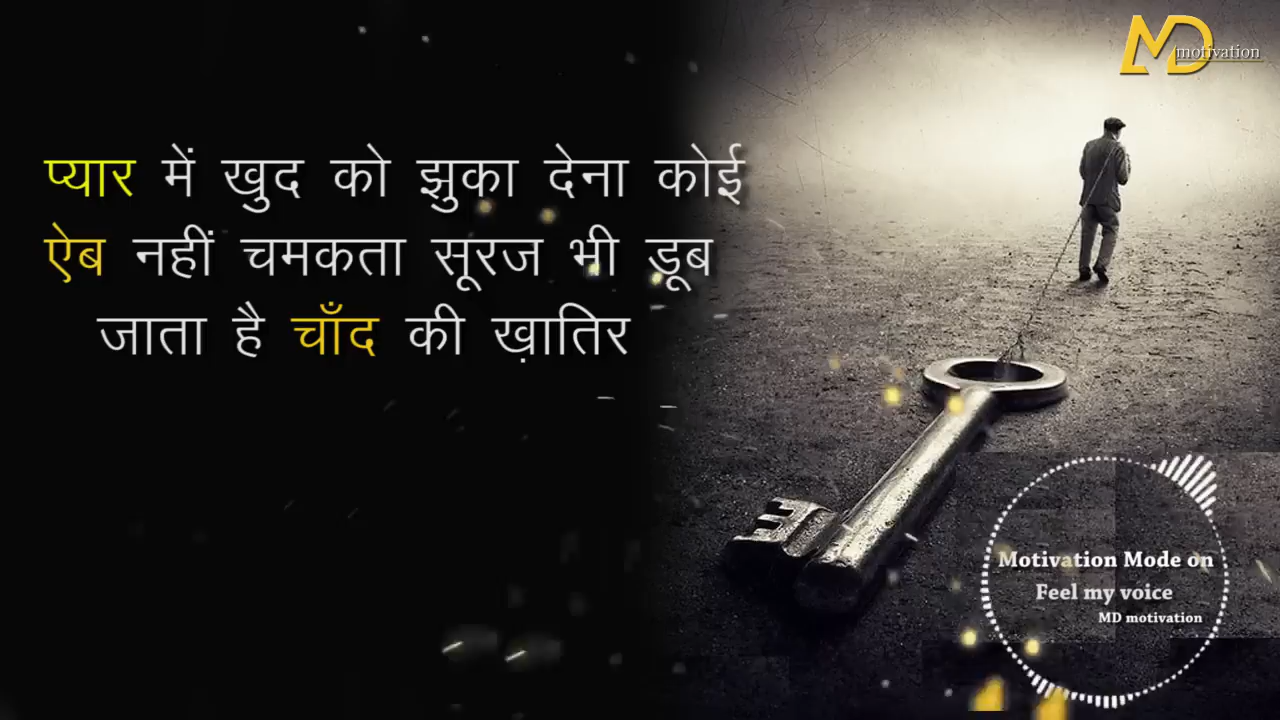 MD motivation
प्यार में खुद को झुका देना कोई
ऐब नहीं चमकता सूरज भी डूब
जाता है चाँद की ख़ातिर
Motivation Mode on
Feel my voice
MD motivation